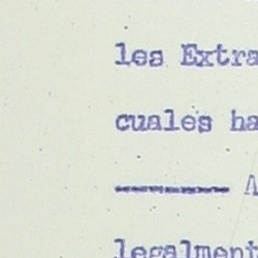 les Extra
cuales ha
———— A
legalment